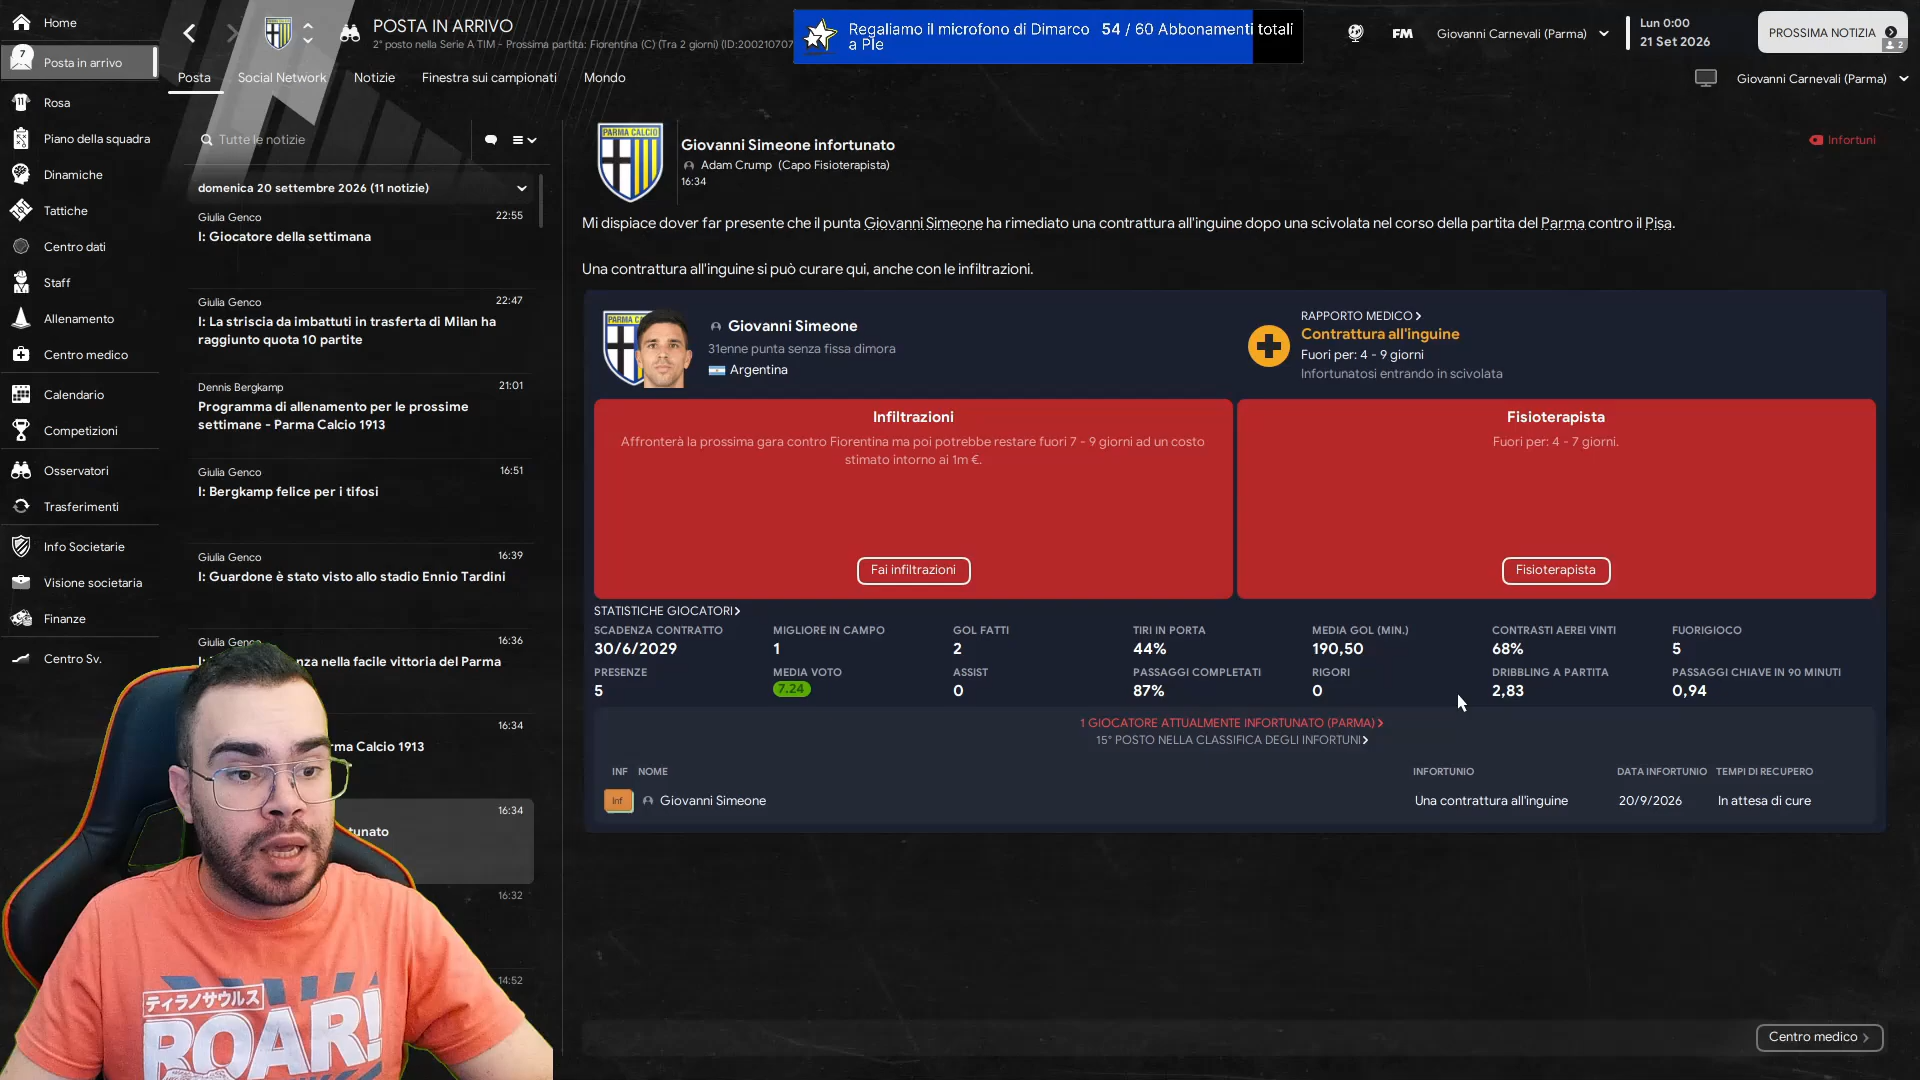 Home
7
Posta in arrivo
Rosa
Piano della squadra
Dinamiche
Tattiche
Centro dati
Staff
Allenamento
Centro medico
Calendario
Competizioni
Osservatori
Trasferimenti
Info Societarie
Visione societaria
Finanze
Centro Sv.
POSTA IN ARRIVO
2° posto nella Serie A TIM - Prossima partita: Fiorentina (C) (Tra 2 giorni) (ID:200210707
Regaliamo il microfono di Dimarco 54 / 60 Abbonamenti totali
a Pie
FM
Giovanni Carnevali (Parma)
Lun 0:00
21 Set 2026
PROSSIMA NOTIZIA
2
Posta
Social Network
Notizie
Finestra sui campionati
Mondo
Giovanni Carnevali (Parma)
Tutte le notizie
domenica 20 settembre 2026 (11 notizie)
Giulia Genco 22:55
I: Giocatore della settimana
Giulia Genco 22:47
I: La striscia da imbattuti in trasferta di Milan ha
raggiunto quota 10 partite
Dennis Bergkamp 21:01
Programma di allenamento per le prossime
settimane - Parma Calcio 1913
Giulia Genco 16:51
I: Bergkamp felice per i tifosi
Giulia Genco 16:39
I: Guardone è stato visto allo stadio Ennio Tardini
Giulia Genco 16:36
nza nella facile vittoria del Parma
16:34
rma Calcio 1913
16:34
tunato
16:32
14:52
PARMA CALCIO
Giovanni Simeone infortunato
Adam Crump (Capo Fisioterapista)
16:34
Infortuni
Mi dispiace dover far presente che il punta Giovanni Simeone ha rimediato una contrattura all'inguine dopo una scivolata nel corso della partita del Parma contro il Pisa.
Una contrattura all'inguine si può curare qui, anche con le infiltrazioni.
Giovanni Simeone
31enne punta senza fissa dimora
Argentina
RAPPORTO MEDICO
Contrattura all'inguine
Fuori per: 4 - 9 giorni
Infortunatosi entrando in scivolata
Infiltrazioni
Affronterà la prossima gara contro Fiorentina ma poi potrebbe restare fuori 7 - 9 giorni ad un costo
stimato intorno ai 1m €.
Fai infiltrazioni
Fisioterapista
Fuori per: 4 - 7 giorni.
Fisioterapista
STATISTICHE GIOCATORI
SCADENZA CONTRATTO MIGLIORE IN CAMPO GOL FATTI TIRI IN PORTA MEDIA GOL (MIN.) CONTRASTI AEREI VINTI FUORIGIOCO
30/6/2029 1 2 44% 190,50 68% 5
PRESENZE MEDIA VOTO ASSIST PASSAGGI COMPLETATI RIGORI DRIBBLING A PARTITA PASSAGGI CHIAVE IN 90 MINUTI
5 7.24 0 87% 0 2,83 0,94
1 GIOCATORE ATTUALMENTE INFORTUNATO (PARMA)
15° POSTO NELLA CLASSIFICA DEGLI INFORTUNI
INF NOME INFORTUNIO DATA INFORTUNIO TEMPI DI RECUPERO
Inf Giovanni Simeone Una contrattura all'inguine 20/9/2026 In attesa di cure
Centro medico
ティラノサウルス
ROAR!